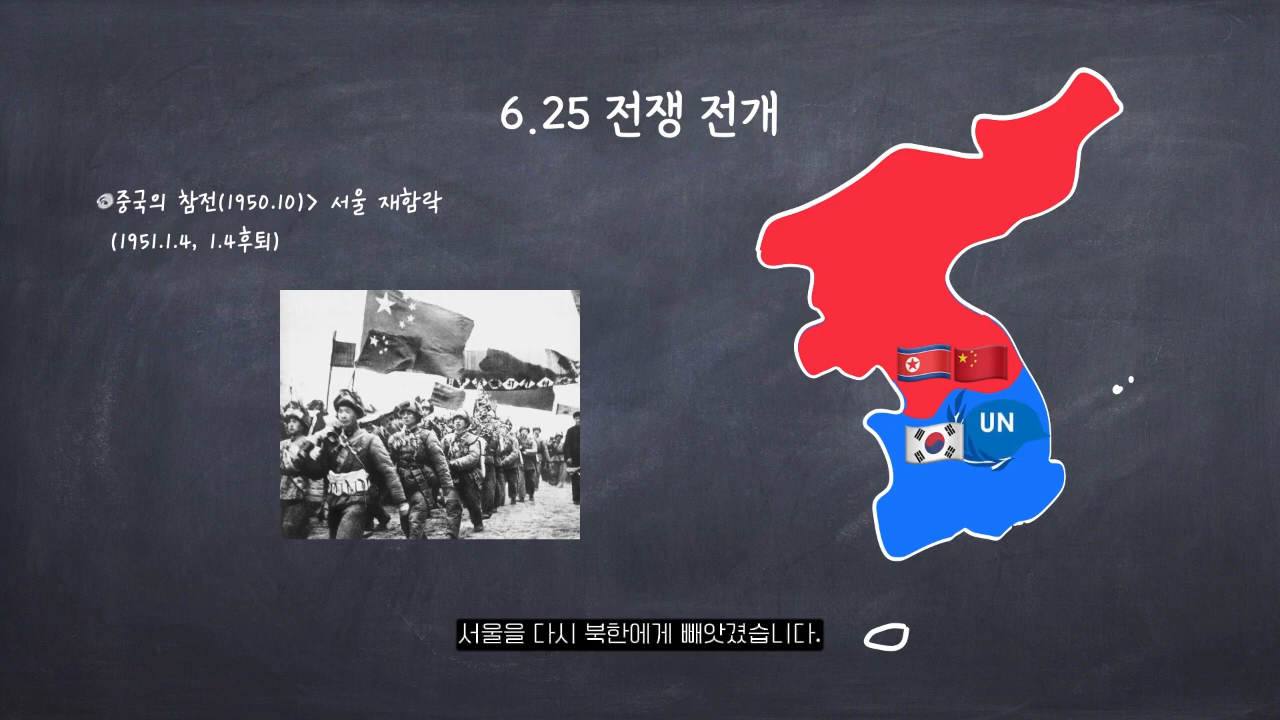 6.25 전쟁 전개
중국의 참전(1950.10)> 서울 재함락
(1951.1.4, 1.4후퇴)
UN
서울을 다시 북한에게 빼앗겼습니다.